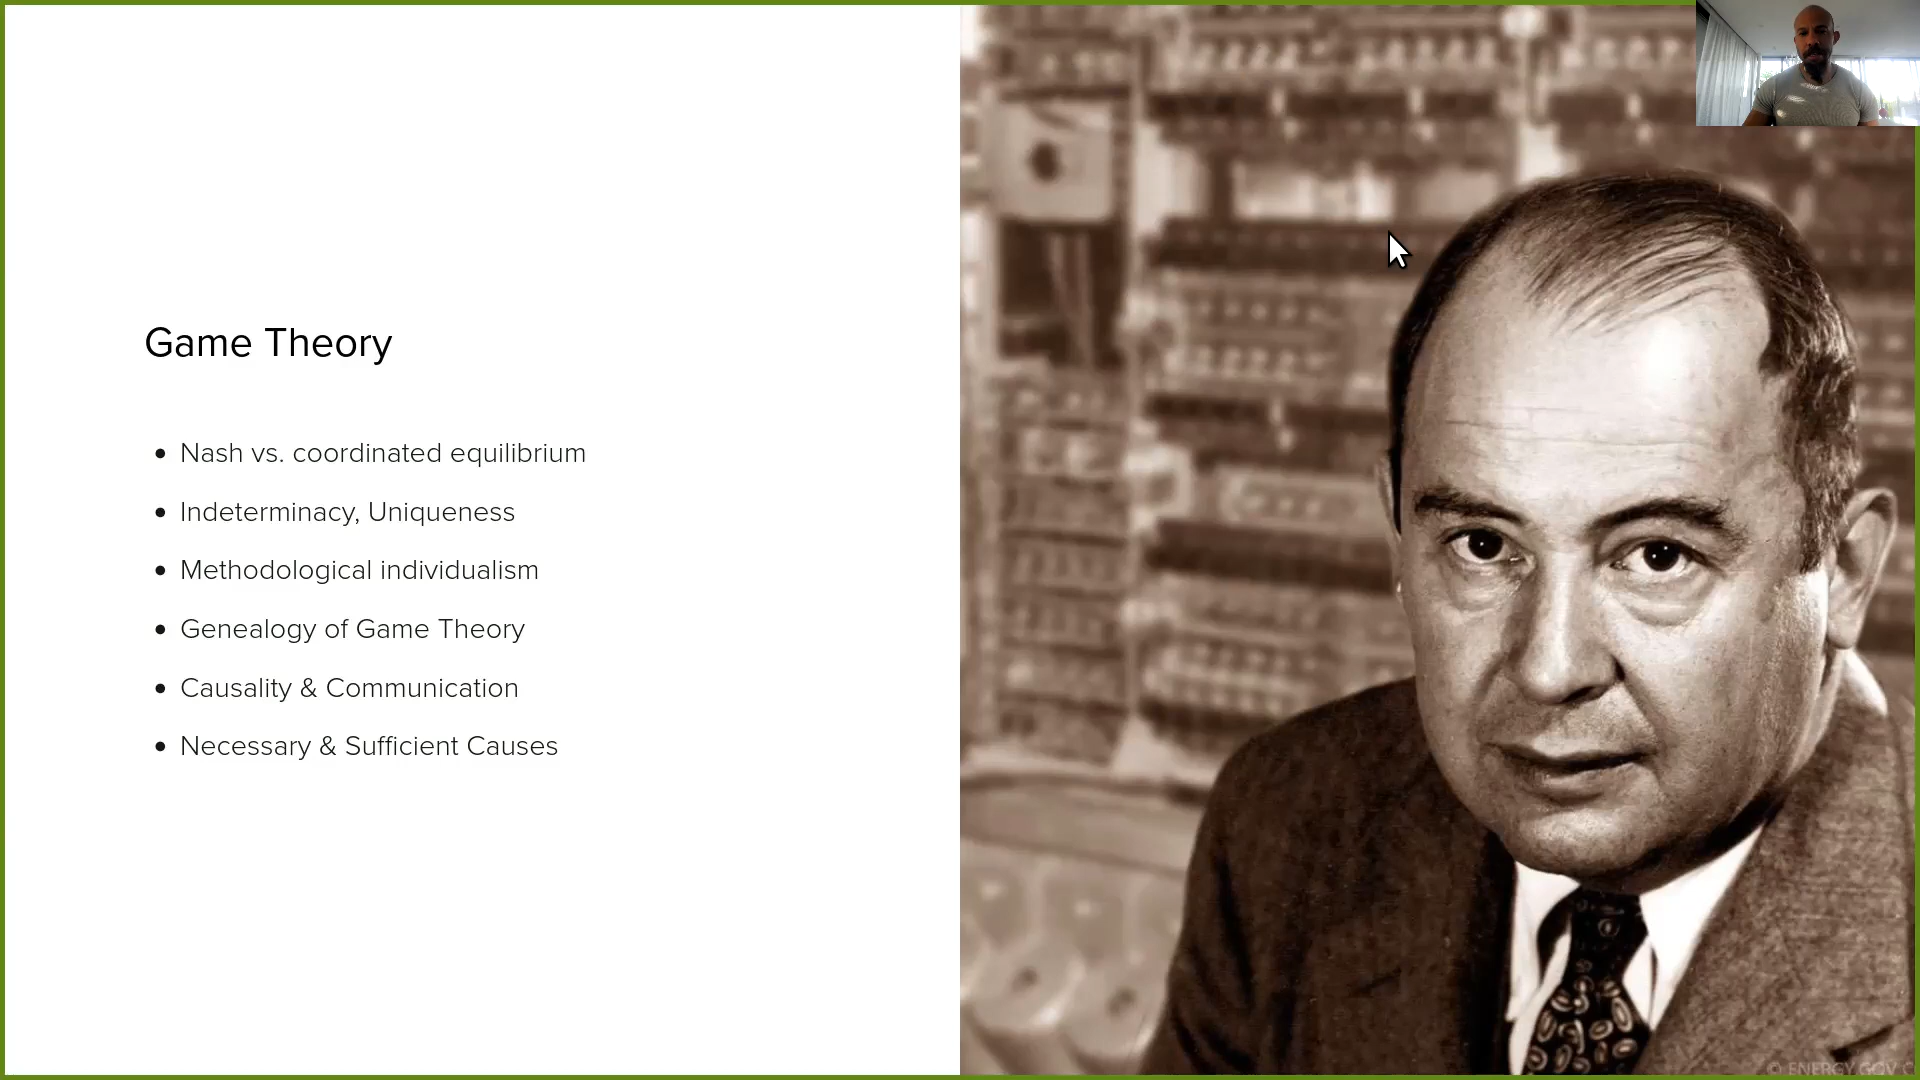 Game Theory
Nash vs. coordinated equilibrium
Indeterminacy, Uniqueness
Methodological individualism
Genealogy of Game Theory
Causality & Communication
Necessary & Sufficient Causes
© ENERGY.GOV C